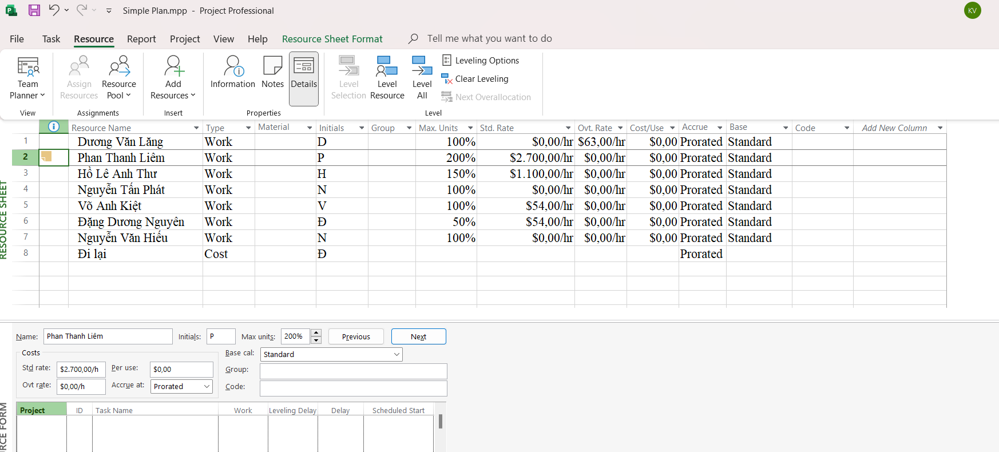 Simple Plan.mpp - Project Professional
KV
File Task Resource Report Project View Help Resource Sheet Format Tell me what you want to do
Team Planner
View
Assign Resources
Resource Pool
Assignments
Add Resources
Insert
Information
Notes
Details
Properties
Level Selection
Level Resource
Level All
Leveling Options
Clear Leveling
Next Overallocation
Level
Resource Name Type Material Initials Group Max. Units Std. Rate Ovt. Rate Cost/Use Accrue Base Code Add New Column
1 Dương Văn Lăng Work D 100% $0,00/hr $63,00/hr $0,00 Prorated Standard
2 Phan Thanh Liêm Work P 200% $2.700,00/hr $0,00/hr $0,00 Prorated Standard
3 Hồ Lê Anh Thư Work H 150% $1.100,00/hr $0,00/hr $0,00 Prorated Standard
4 Nguyễn Tấn Phát Work N 100% $0,00/hr $0,00/hr $0,00 Prorated Standard
5 Võ Anh Kiệt Work V 100% $54,00/hr $0,00/hr $0,00 Prorated Standard
6 Đặng Dương Nguyên Work Đ 50% $54,00/hr $0,00/hr $0,00 Prorated Standard
7 Nguyễn Văn Hiếu Work N 100% $0,00/hr $0,00/hr $0,00 Prorated Standard
8 Đi lại Cost Đ Prorated
RESOURCE SHEET
Name: Phan Thanh Liêm Initials: P Max units: 200% Previous Next
Costs
Base cal: Standard
Std rate: $2.700,00/h Per use: $0,00
Group:
Ovt rate: $0,00/h Accrue at: Prorated
Code:
Project ID Task Name Work Leveling Delay Delay Scheduled Start
RCE FORM